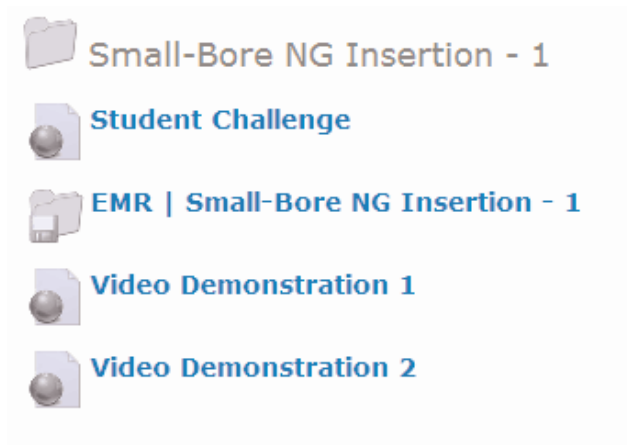 Small-Bore NG Insertion - 1
Student Challenge
EMR | Small-Bore NG Insertion - 1
Video Demonstration 1
Video Demonstration 2